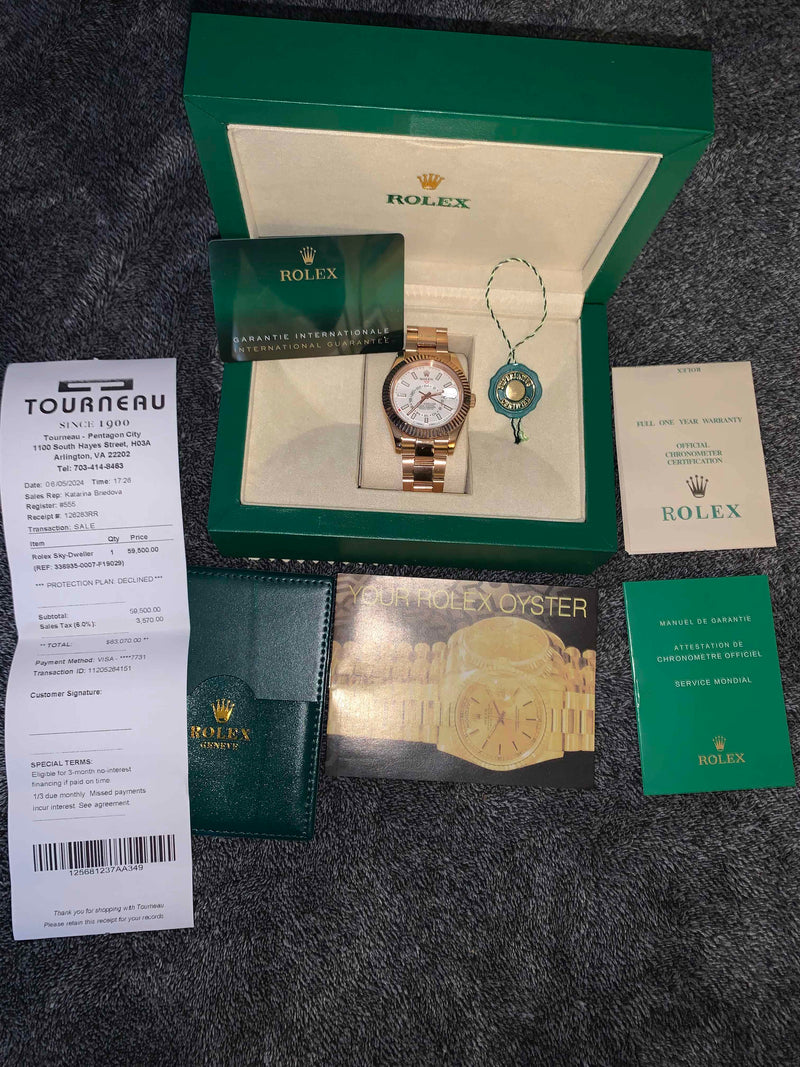 ROLEX
ROLEX
GARANTIE INTERNATIONALE
INTERNATIONAL GUARANTEE
TOURNEAU
SINCE 1900
Tourneau - Pentagon City
1100 South Hayes Street, H03A
Arlington, VA 22202
Tel: 703-414-8483
Date: 06/05/2024 Time: 17:28
Sales Rep: Katarina Briedova
Register: #555
Receipt #: 126283RR
Transaction: SALE
Item Qty Price
Rolex Sky-Dweller 1 59,500.00
(REF: 336935-0007-F19029)
*** PROTECTION PLAN: DECLINED ***
Subtotal: 59,500.00
Sales Tax (6.0%): 3,570.00
** TOTAL: $63,070.00 **
Payment Method: VISA - ****7731
Transaction ID: 11205264151
Customer Signature:
SPECIAL TERMS:
Eligible for 3-month no-interest
financing if paid on time.
1/3 due monthly. Missed payments
incur interest. See agreement.
125681237AA349
Thank you for shopping with Tourneau
Please retain this receipt for your records
ROLEX
GENEVE
YOUR ROLEX OYSTER
ROLEX
FULL ONE YEAR WARRANTY
OFFICIAL
CHRONOMETER
CERTIFICATION
ROLEX
MANUEL DE GARANTIE
ATTESTATION DE
CHRONOMETRE OFFICIEL
SERVICE MONDIAL
ROLEX